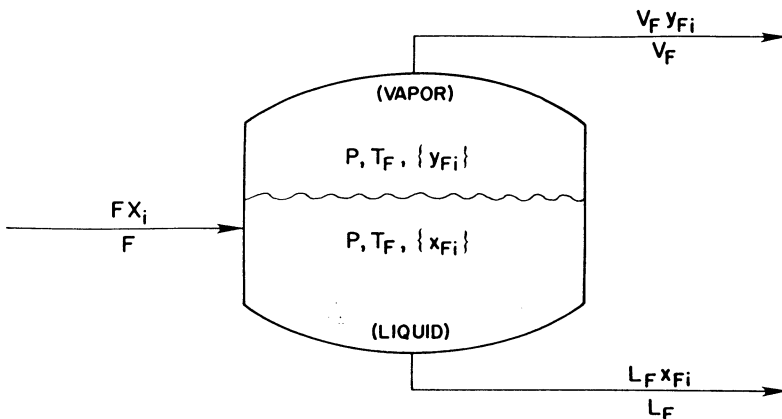 V_F y_Fi
V_F
(VAPOR)
P, T_F, {y_Fi}
F X_i
F
P, T_F, {x_Fi}
(LIQUID)
L_F x_Fi
L_F